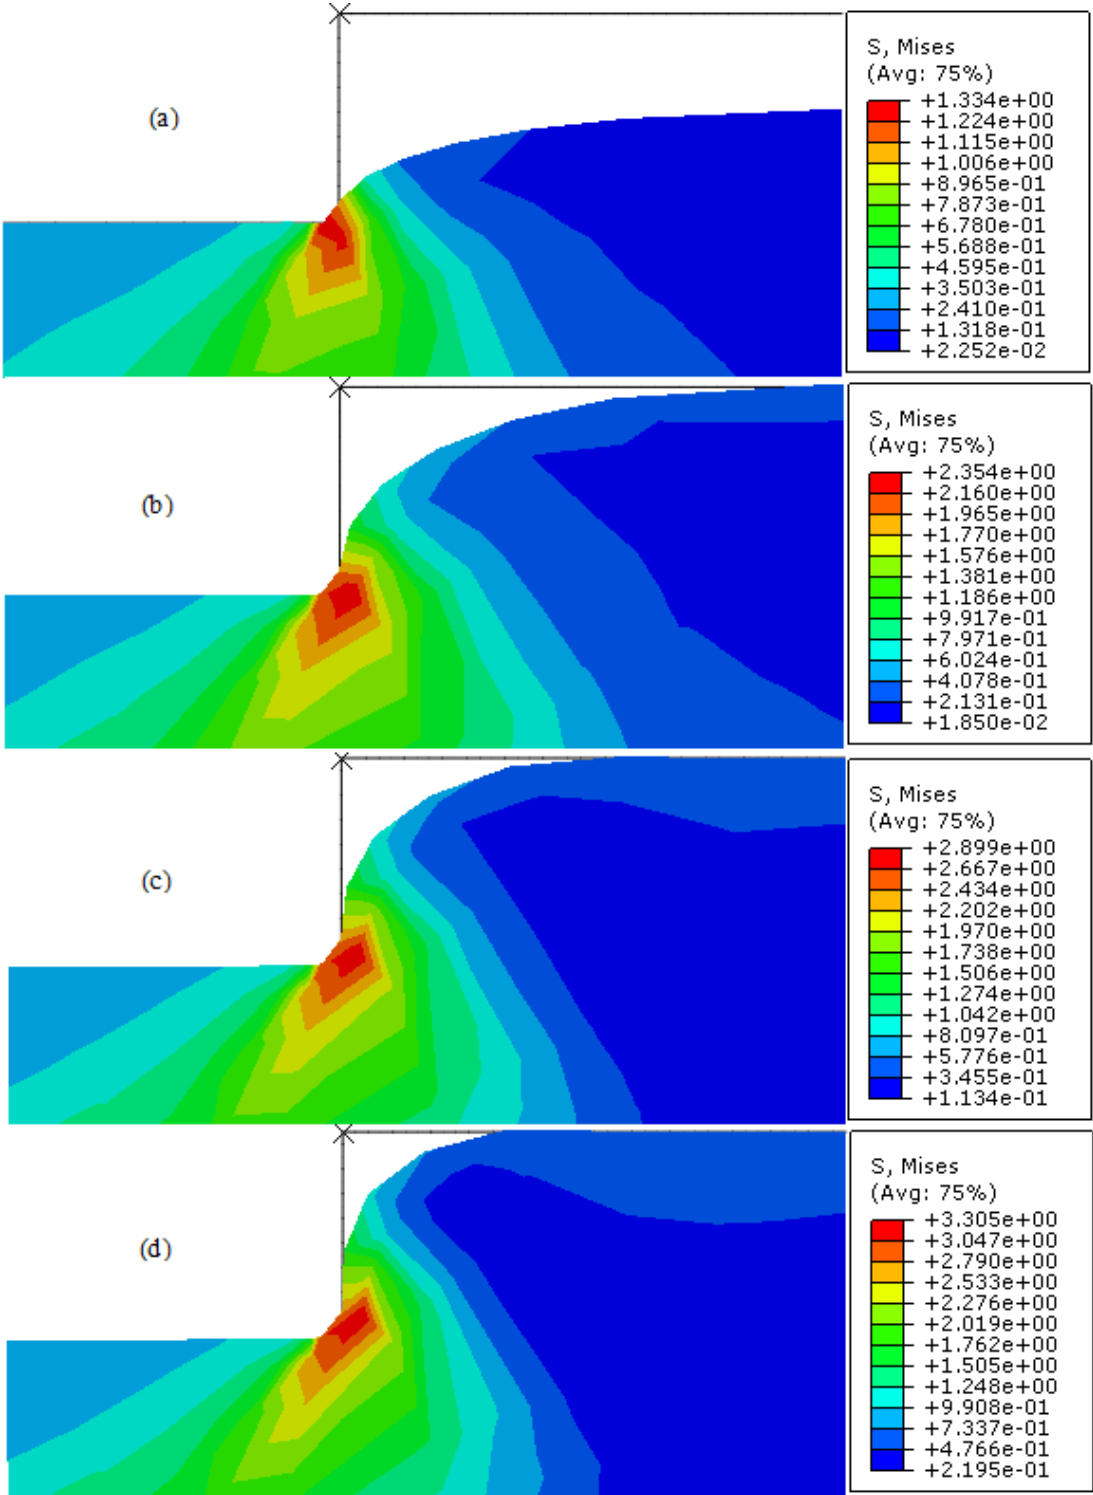 (a)
S, Mises
(Avg: 75%)
+1.334e+00
+1.224e+00
+1.115e+00
+1.006e+00
+8.965e-01
+7.873e-01
+6.780e-01
+5.688e-01
+4.595e-01
+3.503e-01
+2.410e-01
+1.318e-01
+2.252e-02
(b)
S, Mises
(Avg: 75%)
+2.354e+00
+2.160e+00
+1.965e+00
+1.770e+00
+1.576e+00
+1.381e+00
+1.186e+00
+9.917e-01
+7.971e-01
+6.024e-01
+4.078e-01
+2.131e-01
+1.850e-02
(c)
S, Mises
(Avg: 75%)
+2.899e+00
+2.667e+00
+2.434e+00
+2.202e+00
+1.970e+00
+1.738e+00
+1.506e+00
+1.274e+00
+1.042e+00
+8.097e-01
+5.776e-01
+3.455e-01
+1.134e-01
(d)
S, Mises
(Avg: 75%)
+3.305e+00
+3.047e+00
+2.790e+00
+2.533e+00
+2.276e+00
+2.019e+00
+1.762e+00
+1.505e+00
+1.248e+00
+9.908e-01
+7.337e-01
+4.766e-01
+2.195e-01